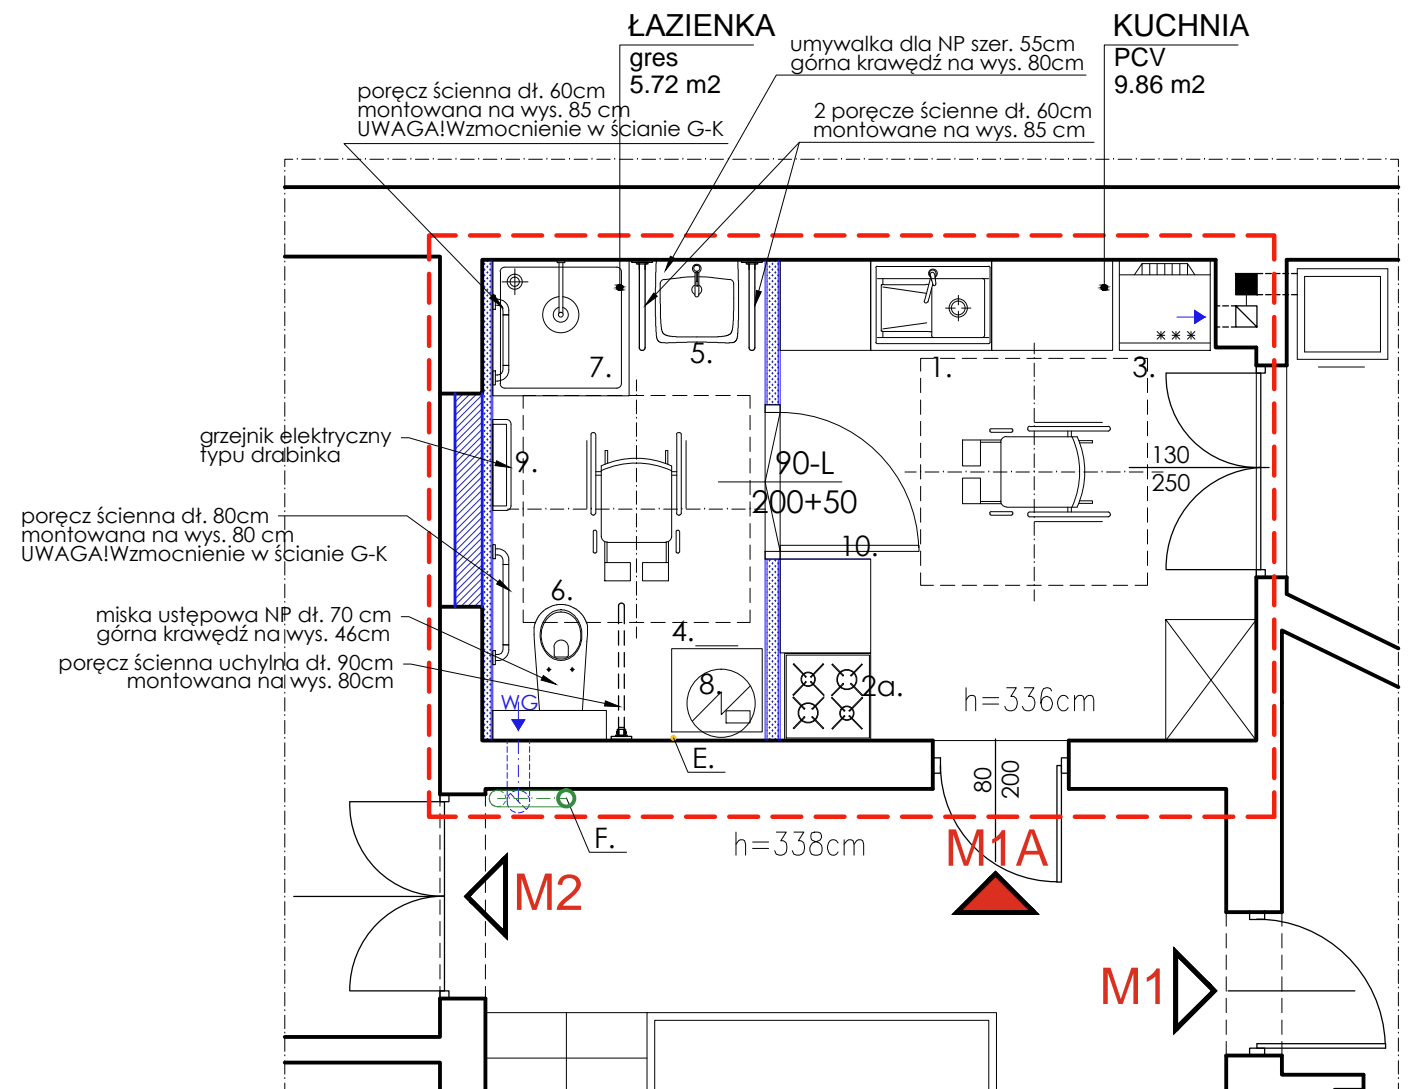 ŁAZIENKA
gres
5.72 m2
KUCHNIA
PCV
9.86 m2
umywalka dla NP szer. 55cm
górna krawędź na wys. 80cm
poręcz ścienna dł. 60cm
montowana na wys. 85 cm
UWAGA!Wzmocnienie w ścianie G-K
2 poręcze ścienne dł. 60cm
montowane na wys. 85 cm
7.
5.
1.
3.
grzejnik elektryczny
typu drabinka
9.
90-L
200+50
130
250
poręcz ścienna dł. 80cm
montowana na wys. 80 cm
UWAGA!Wzmocnienie w ścianie G-K
10.
miska ustępowa NP dł. 70 cm
górna krawędź na wys. 46cm
6.
4.
poręcz ścienna uchylna dł. 90cm
montowana na wys. 80cm
8.
2a.
WG
h=336cm
E.
80
200
F.
h=338cm
M1A
M2
M1